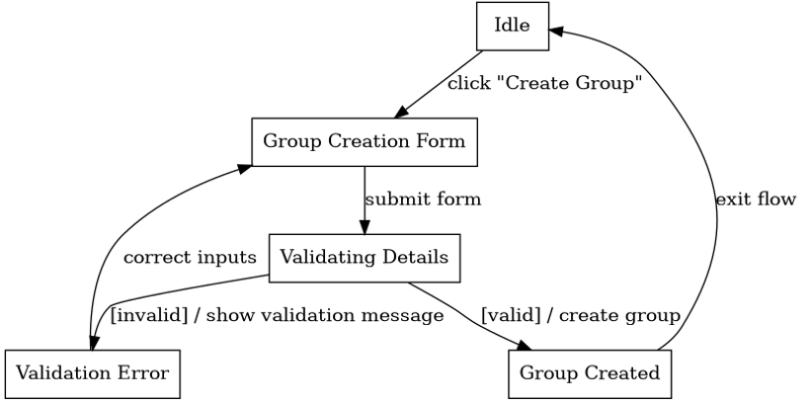 Idle
click "Create Group"
Group Creation Form
submit form
correct inputs
Validating Details
[invalid] / show validation message
[valid] / create group
exit flow
Validation Error
Group Created